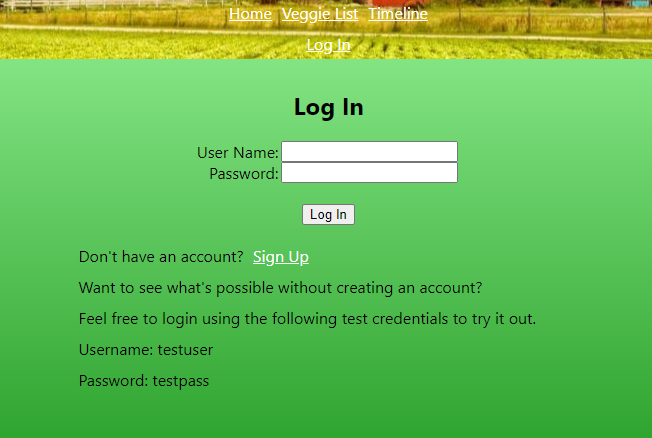 Home Veggie List Timeline
Log In
Log In
User Name:
Password:
Log In
Don't have an account? Sign Up
Want to see what's possible without creating an account?
Feel free to login using the following test credentials to try it out.
Username: testuser
Password: testpass